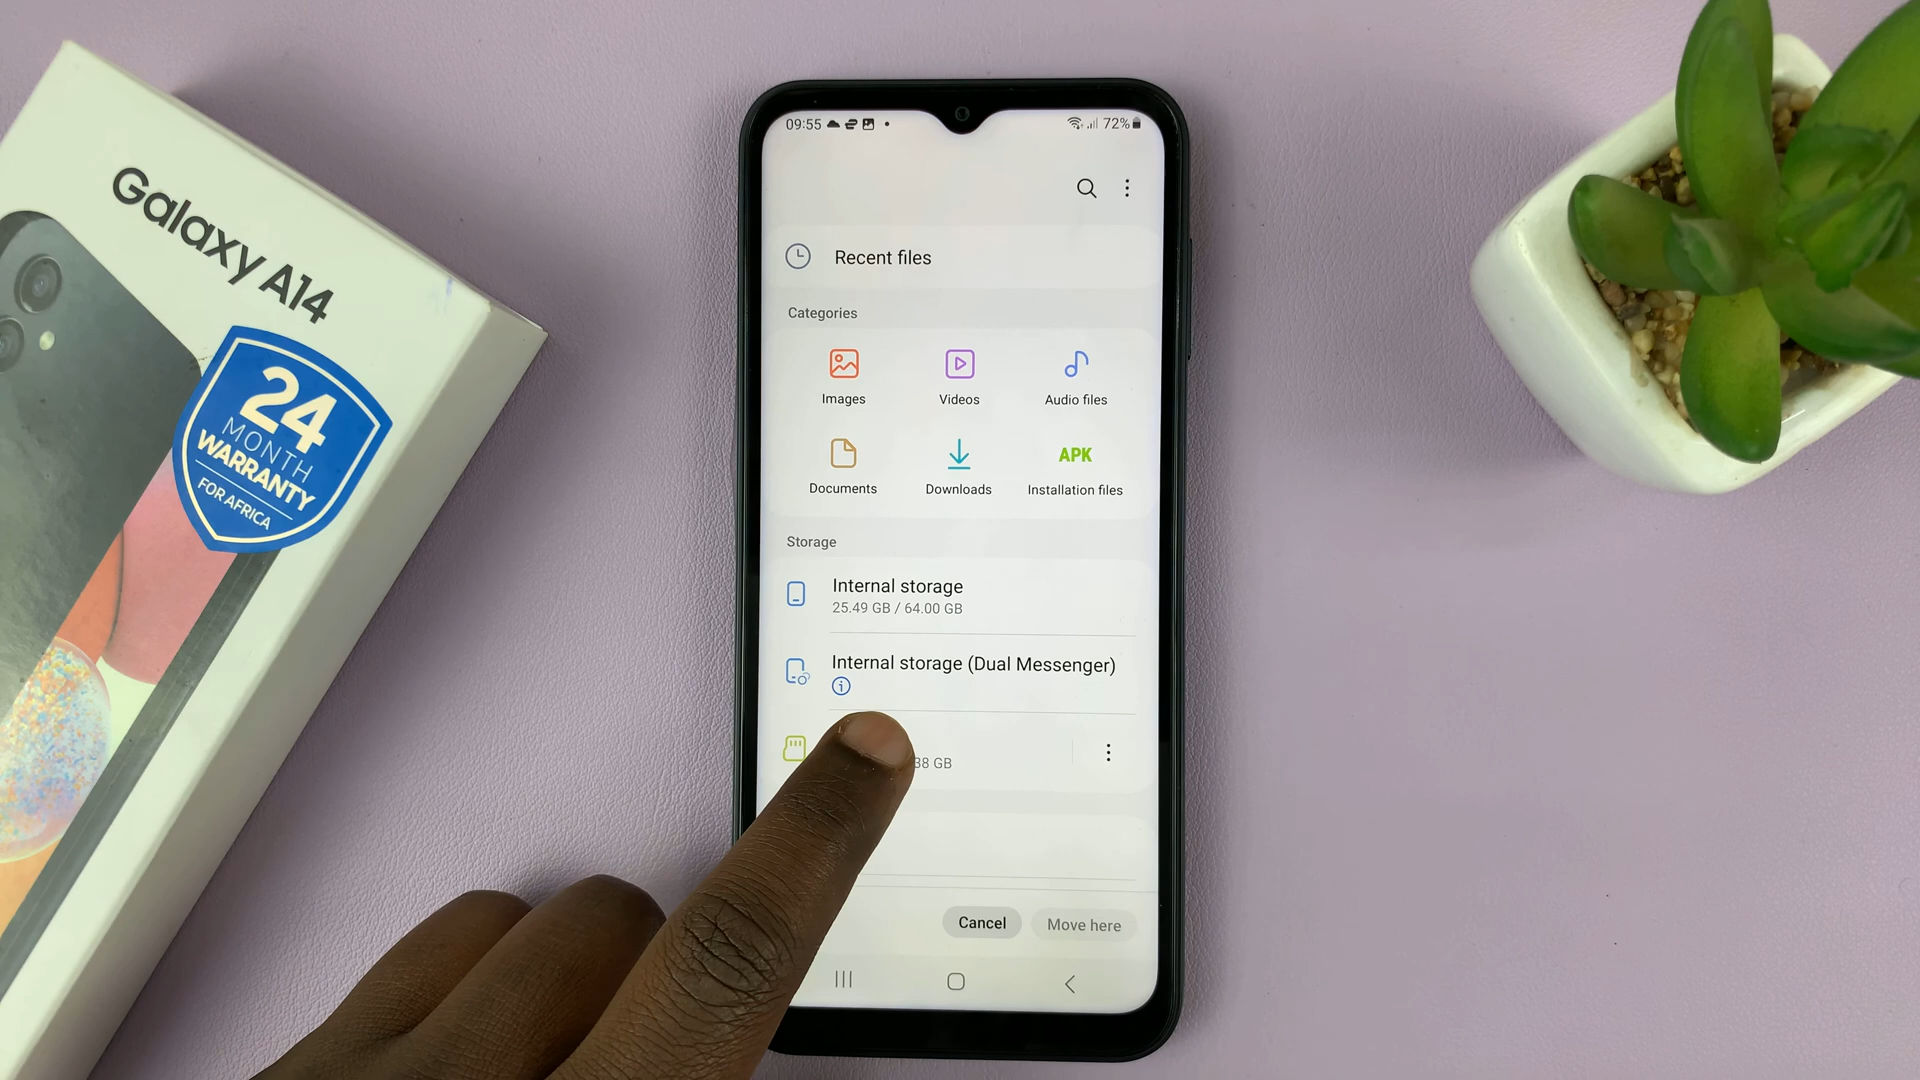 Galaxy A14
24
MONTH
WARRANTY
FOR AFRICA
09:55
72%
Recent files
Categories
Images
Videos
Audio files
APK
Documents
Downloads
Installation files
Storage
Internal storage
25.49 GB / 64.00 GB
Internal storage (Dual Messenger)
GB
Cancel
Move here